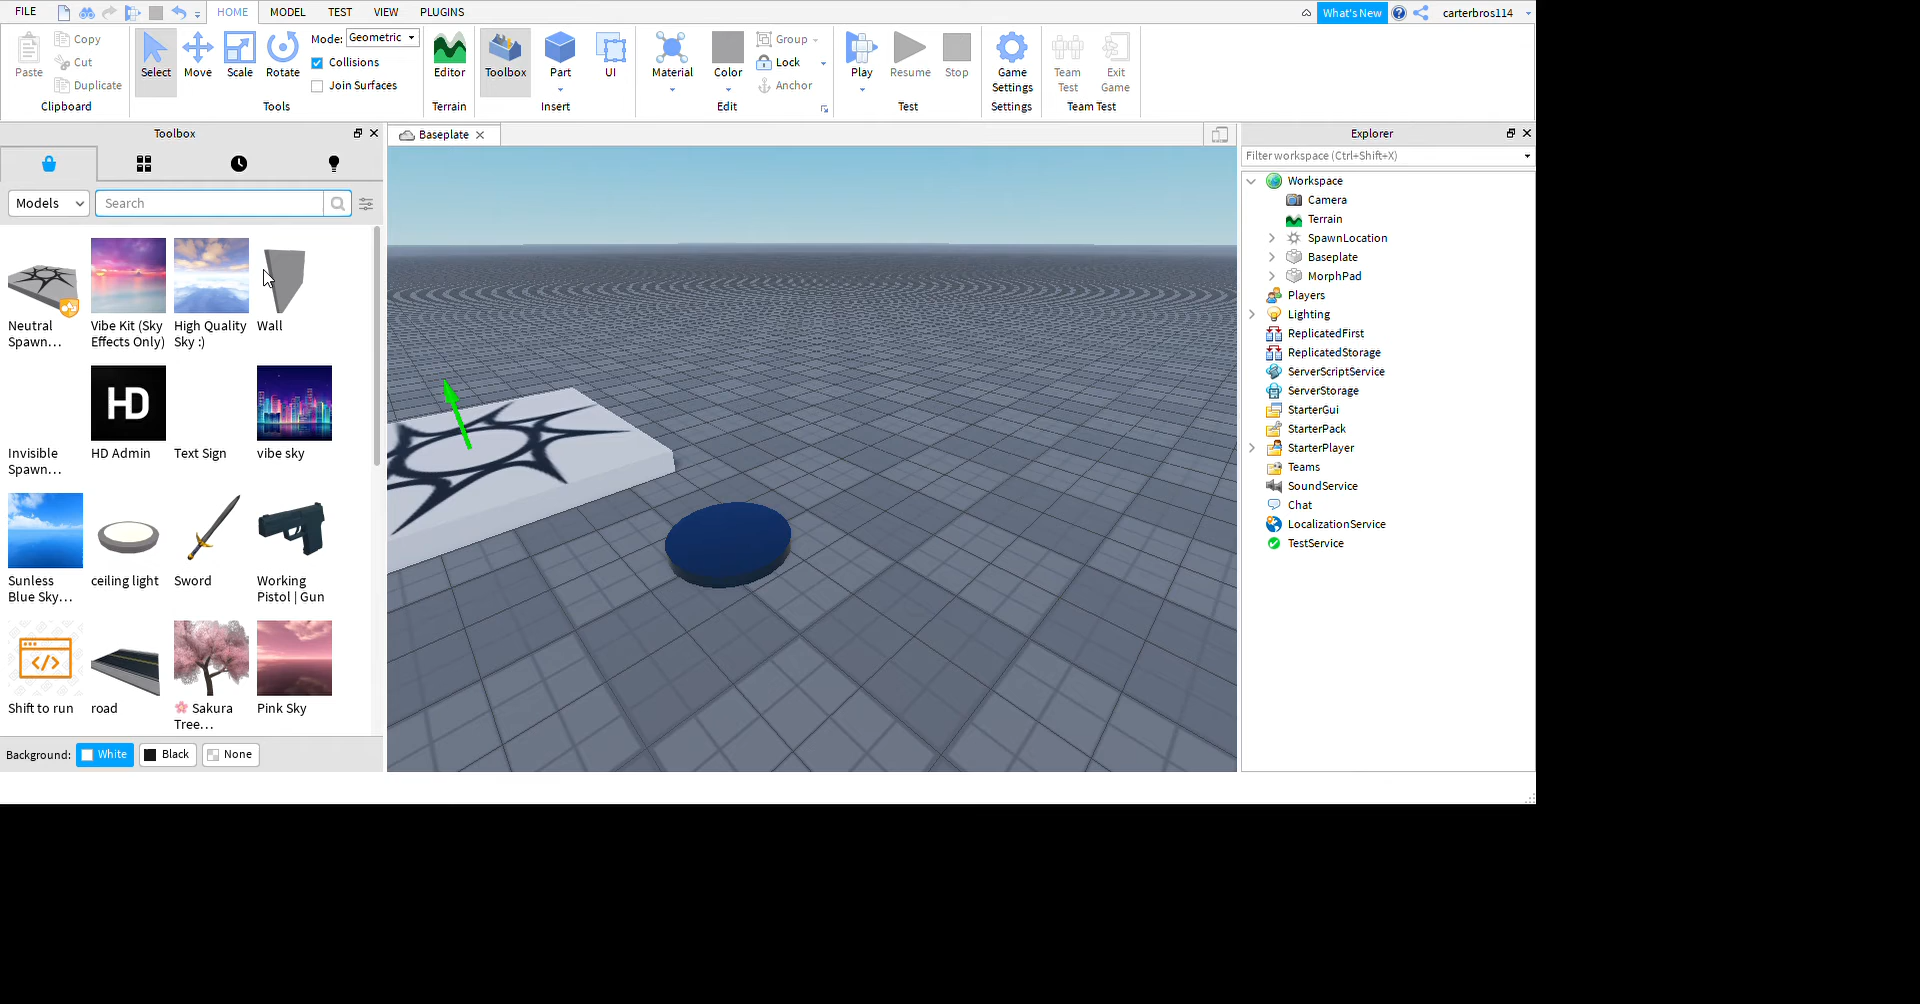 FILE HOME MODEL TEST VIEW PLUGINS What's New carterbros114
Paste Copy Cut Duplicate Clipboard
Select Move Scale Rotate Mode: Geometric Collisions Join Surfaces Tools
Editor Terrain
Toolbox Part UI Insert
Material Color Group Lock Anchor Edit
Play Resume Stop Test
Game Settings Settings
Team Test Exit Game Team Test
Toolbox
Models Search
Neutral Spawn...
Vibe Kit (Sky Effects Only)
High Quality Sky :)
Wall
Invisible Spawn...
HD
HD Admin
Text Sign
vibe sky
Sunless Blue Sky...
ceiling light
Sword
Working Pistol | Gun
Shift to run
road
🌸 Sakura Tree...
Pink Sky
Background: White Black None
Baseplate
Explorer
Filter workspace (Ctrl+Shift+X)
Workspace
Camera
Terrain
SpawnLocation
Baseplate
MorphPad
Players
Lighting
ReplicatedFirst
ReplicatedStorage
ServerScriptService
ServerStorage
StarterGui
StarterPack
StarterPlayer
Teams
SoundService
Chat
LocalizationService
TestService